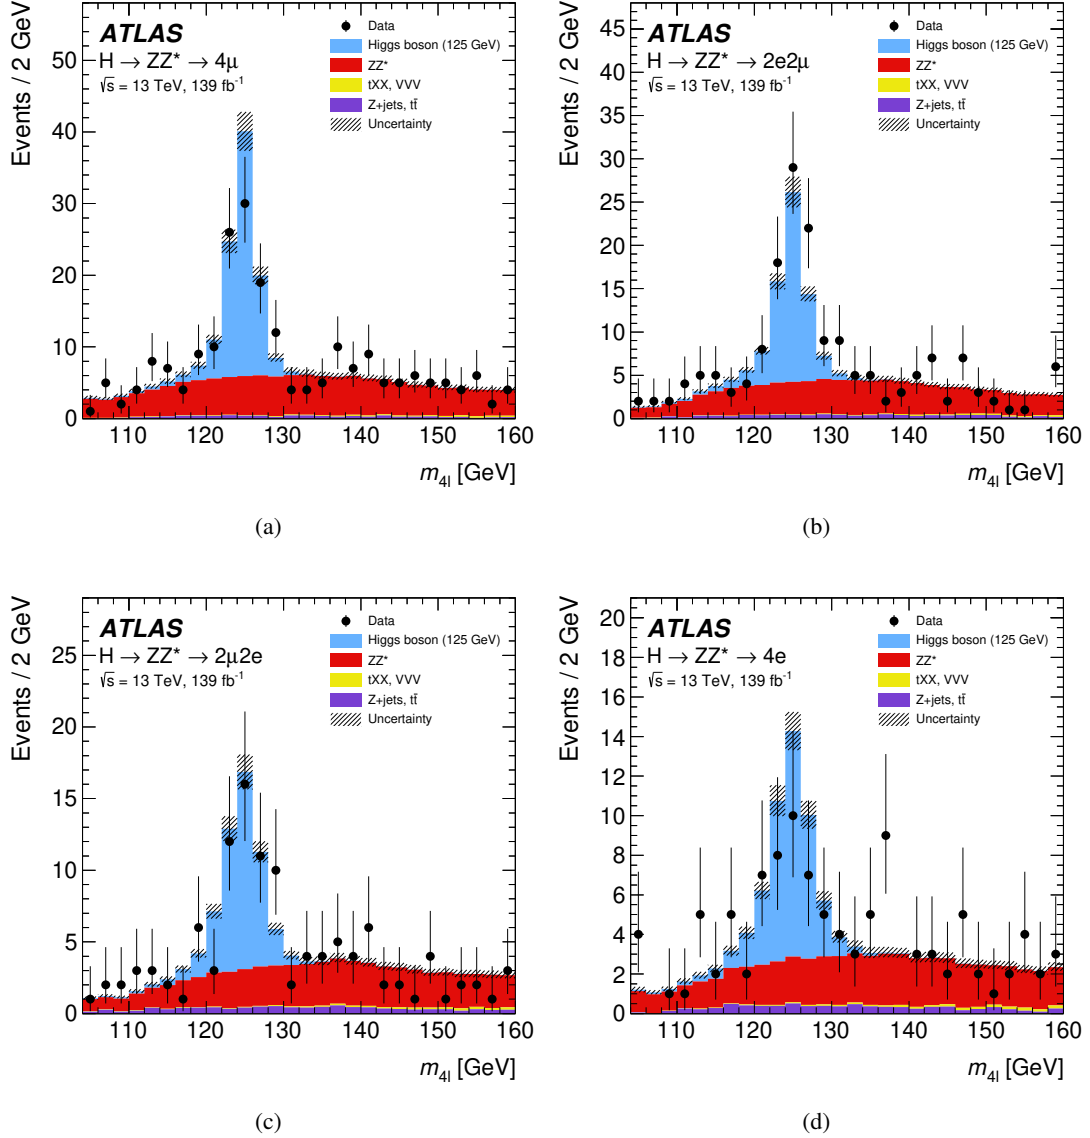 Events / 2 GeV
50
40
30
20
10
0
110 120 130 140 150 160
m4l [GeV]
ATLAS
H → ZZ* → 4μ
√s = 13 TeV, 139 fb⁻¹
Data
Higgs boson (125 GeV)
ZZ*
tXX, VVV
Z+jets, tt̄
Uncertainty
(a)
Events / 2 GeV
45
40
35
30
25
20
15
10
5
0
110 120 130 140 150 160
m4l [GeV]
ATLAS
H → ZZ* → 2e2μ
√s = 13 TeV, 139 fb⁻¹
Data
Higgs boson (125 GeV)
ZZ*
tXX, VVV
Z+jets, tt̄
Uncertainty
(b)
Events / 2 GeV
25
20
15
10
5
0
110 120 130 140 150 160
m4l [GeV]
ATLAS
H → ZZ* → 2μ2e
√s = 13 TeV, 139 fb⁻¹
Data
Higgs boson (125 GeV)
ZZ*
tXX, VVV
Z+jets, tt̄
Uncertainty
(c)
Events / 2 GeV
20
18
16
14
12
10
8
6
4
2
0
110 120 130 140 150 160
m4l [GeV]
ATLAS
H → ZZ* → 4e
√s = 13 TeV, 139 fb⁻¹
Data
Higgs boson (125 GeV)
ZZ*
tXX, VVV
Z+jets, tt̄
Uncertainty
(d)